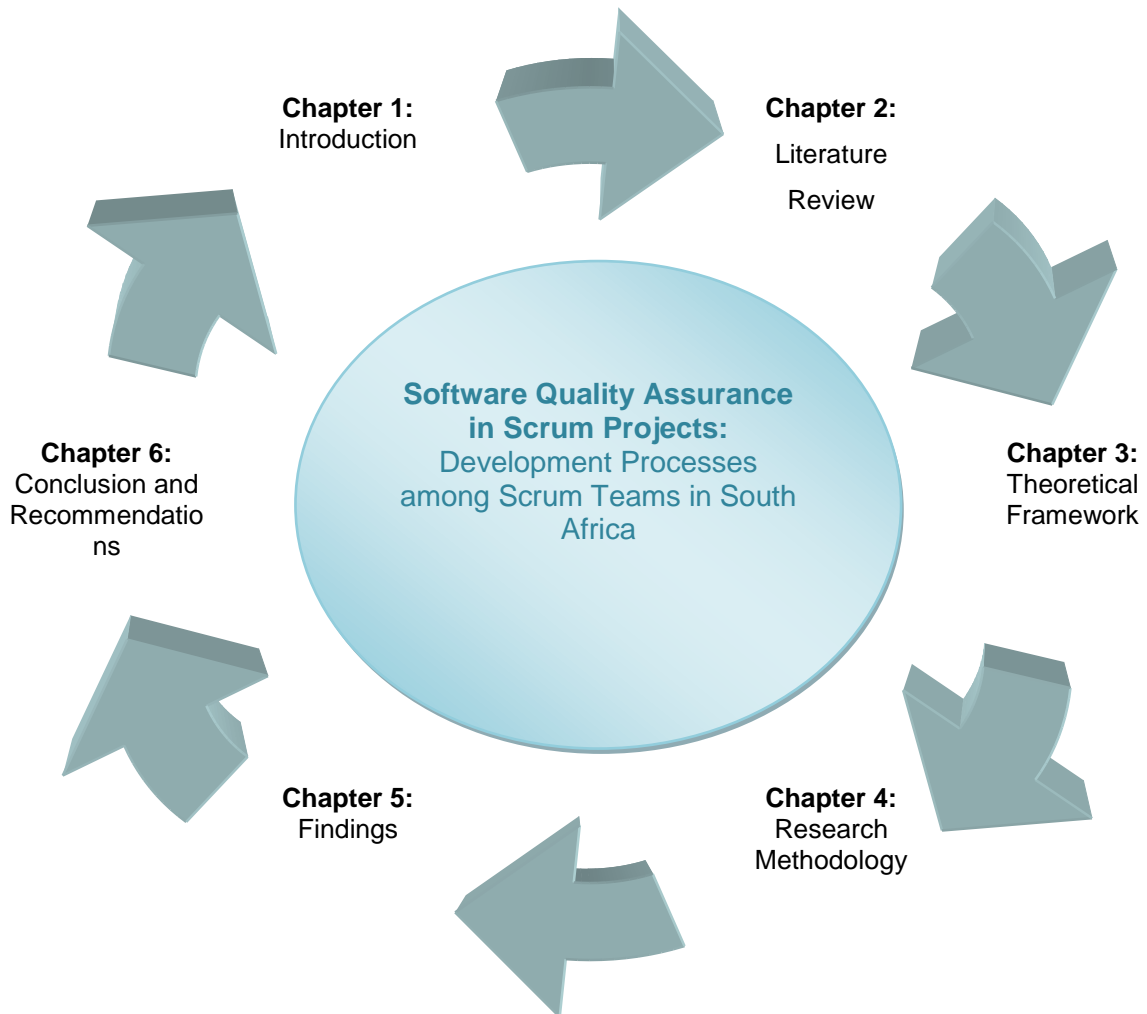 Chapter 1:
Introduction
Chapter 2:
Literature
Review
Software Quality Assurance
in Scrum Projects:
Development Processes
among Scrum Teams in South
Africa
Chapter 3:
Theoretical
Framework
Chapter 4:
Research
Methodology
Chapter 5:
Findings
Chapter 6:
Conclusion and
Recommendatio
ns